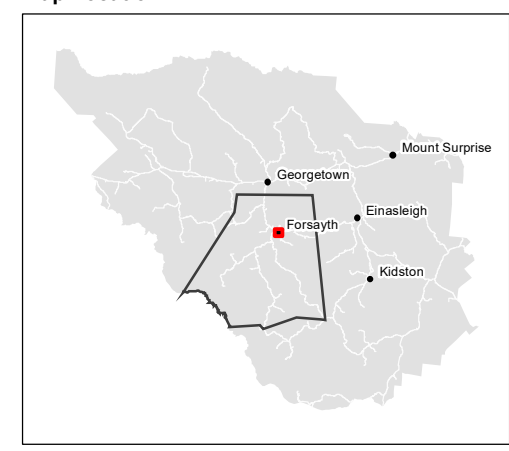 Mount Surprise
Georgetown
Einasleigh
Forsayth
Kidston